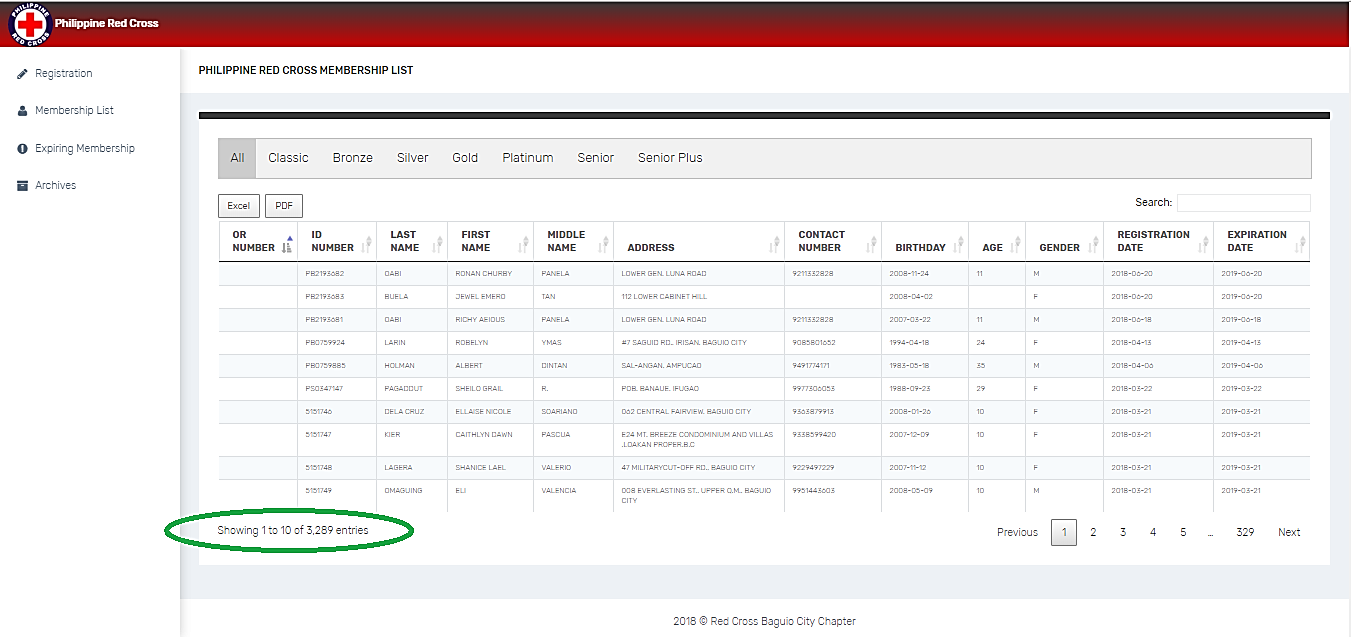 PHILIPPINE
RED CROSS
Philippine Red Cross
Registration
Membership List
Expiring Membership
Archives
PHILIPPINE RED CROSS MEMBERSHIP LIST
All Classic Bronze Silver Gold Platinum Senior Senior Plus
Excel PDF Search:
OR NUMBER ID NUMBER LAST NAME FIRST NAME MIDDLE NAME ADDRESS CONTACT NUMBER BIRTHDAY AGE GENDER REGISTRATION DATE EXPIRATION DATE
PB2193682 GABI RONAN CHURBY PANELA LOWER GEN. LUNA ROAD 9211332828 2008-11-24 11 M 2018-06-20 2019-06-20
PB2193683 BUELA JEWEL EMERO TAN 112 LOWER CABINET HILL 2008-04-02 F 2018-06-20 2019-06-20
PB2193681 GABI RICHY AEIOUS PANELA LOWER GEN. LUNA ROAD 9211332828 2007-03-22 11 M 2018-06-18 2019-06-18
PB0759924 LARIN ROBELYN YMAS #7 SAGUID RD., IRISAN, BAGUIO CITY 9085801652 1994-04-18 24 F 2018-04-13 2019-04-13
PB0759885 HOLMAN ALBERT DINTAN SAL-ANGAN, AMPUCAO 9491774171 1983-05-18 35 M 2018-04-06 2019-04-06
PS0347147 PAGADDUT SHEILO GRAIL R. POB. BANAUE, IFUGAO 9977306053 1988-09-23 29 F 2018-03-22 2019-03-22
5151746 DELA CRUZ ELLAISE NICOLE SOARIANO 062 CENTRAL FAIRVIEW, BAGUIO CITY 9363879913 2008-01-26 10 F 2018-03-21 2019-03-21
5151747 KIER CAITHLYN DAWN PASCUA E24 MT. BREEZE CONDOMINIUM AND VILLAS 9338599420 2007-12-09 10 F 2018-03-21 2019-03-21
,LOAKAN PROPER,B.C
5151748 LAGERA SHANICE LAEL VALERIO 47 MILITARYCUT-OFF RD., BAGUIO CITY 9229497229 2007-11-12 10 F 2018-03-21 2019-03-21
5151749 OMAGUING ELI VALENCIA 008 EVERLASTING ST., UPPER Q.M., BAGUIO 9951443603 2008-05-09 10 M 2018-03-21 2019-03-21
CITY
Showing 1 to 10 of 3,289 entries Previous 1 2 3 4 5 … 329 Next
2018 © Red Cross Baguio City Chapter